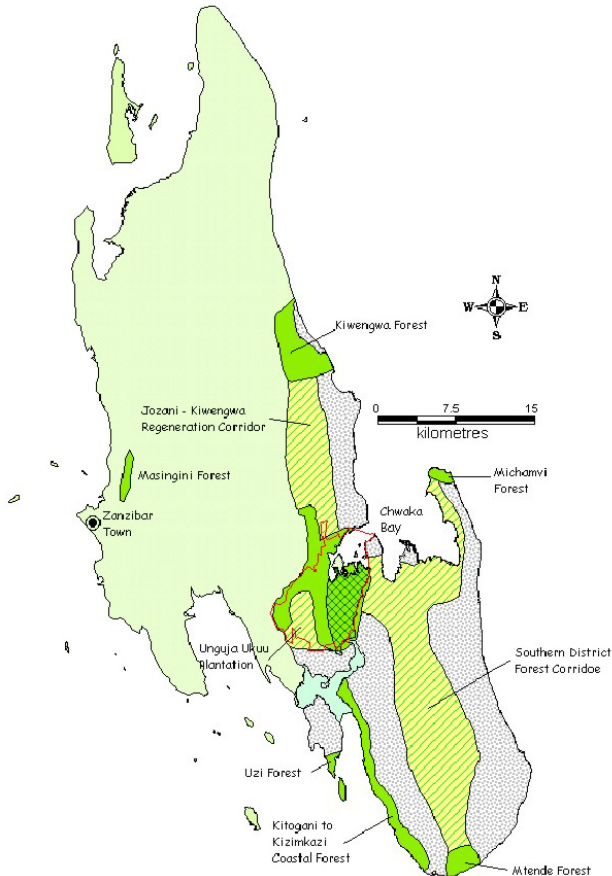 N
W E
S
Kiwengwa Forest
0 7.5 15
kilometres
Jozani - Kiwengwa
Regeneration Corridor
Masingini Forest
Michamvi
Forest
Chwaka
Bay
Zanzibar
Town
Unguja Ukuu
Plantation
Southern District
Forest Corridoe
Uzi Forest
Kitogani to
Kizimkazi
Coastal Forest
Mtende Forest